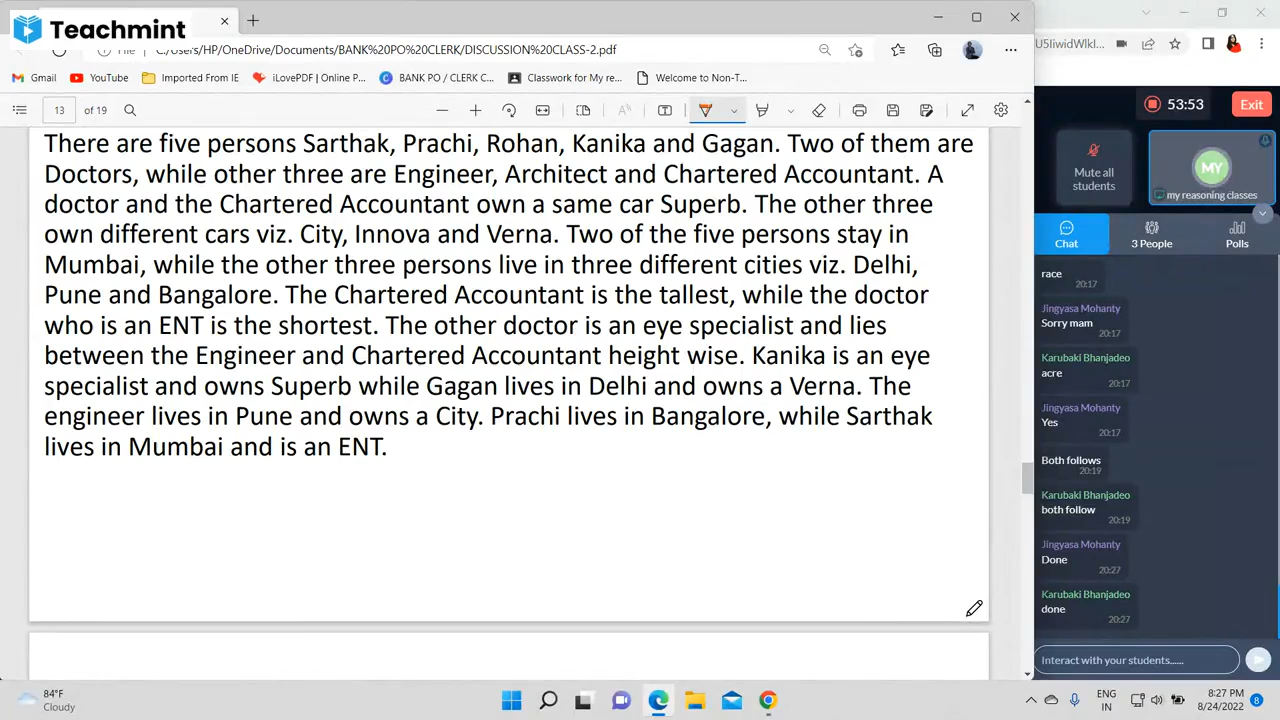 Teachmint
File
C:/Users/HP/OneDrive/Documents/BANK%20PO%20CLERK/DISCUSSION%20CLASS-2.pdf
U5IiwidWlkI...
Gmail
YouTube
Imported From IE
iLovePDF | Online P...
BANK PO / CLERK C...
Classwork for My re...
Welcome to Non-T...
13 of 19
53:53
Exit
Mute all
students
MY
my reasoning classes
Chat
3 People
Polls
There are five persons Sarthak, Prachi, Rohan, Kanika and Gagan. Two of them are
Doctors, while other three are Engineer, Architect and Chartered Accountant. A
doctor and the Chartered Accountant own a same car Superb. The other three
own different cars viz. City, Innova and Verna. Two of the five persons stay in
Mumbai, while the other three persons live in three different cities viz. Delhi,
Pune and Bangalore. The Chartered Accountant is the tallest, while the doctor
who is an ENT is the shortest. The other doctor is an eye specialist and lies
between the Engineer and Chartered Accountant height wise. Kanika is an eye
specialist and owns Superb while Gagan lives in Delhi and owns a Verna. The
engineer lives in Pune and owns a City. Prachi lives in Bangalore, while Sarthak
lives in Mumbai and is an ENT.
race
20:17
Jingyasa Mohanty
Sorry mam
20:17
Karubaki Bhanjadeo
acre
20:17
Jingyasa Mohanty
Yes
20:17
Both follows
20:19
Karubaki Bhanjadeo
both follow
20:19
Jingyasa Mohanty
Done
20:27
Karubaki Bhanjadeo
done
20:27
Interact with your students......
84°F
Cloudy
ENG
IN
8:27 PM
8/24/2022
8